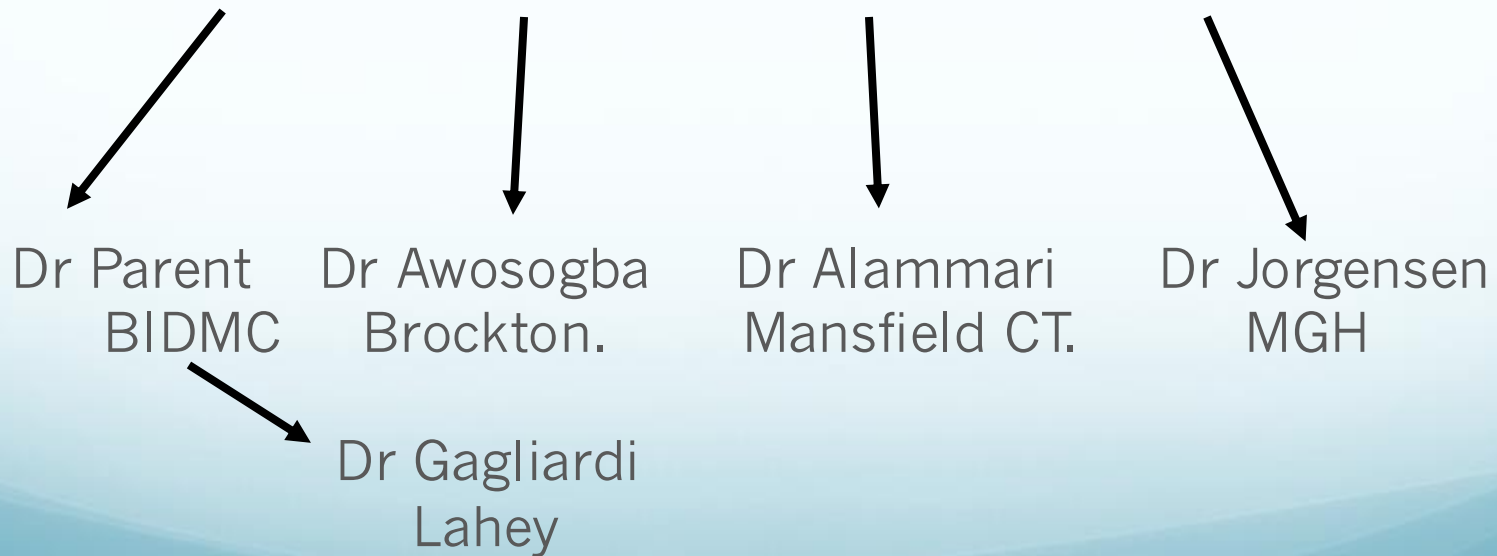 Dr Parent Dr Awosogba Dr Alammari Dr Jorgensen
BIDMC Brockton. Mansfield CT. MGH
Dr Gagliardi
Lahey